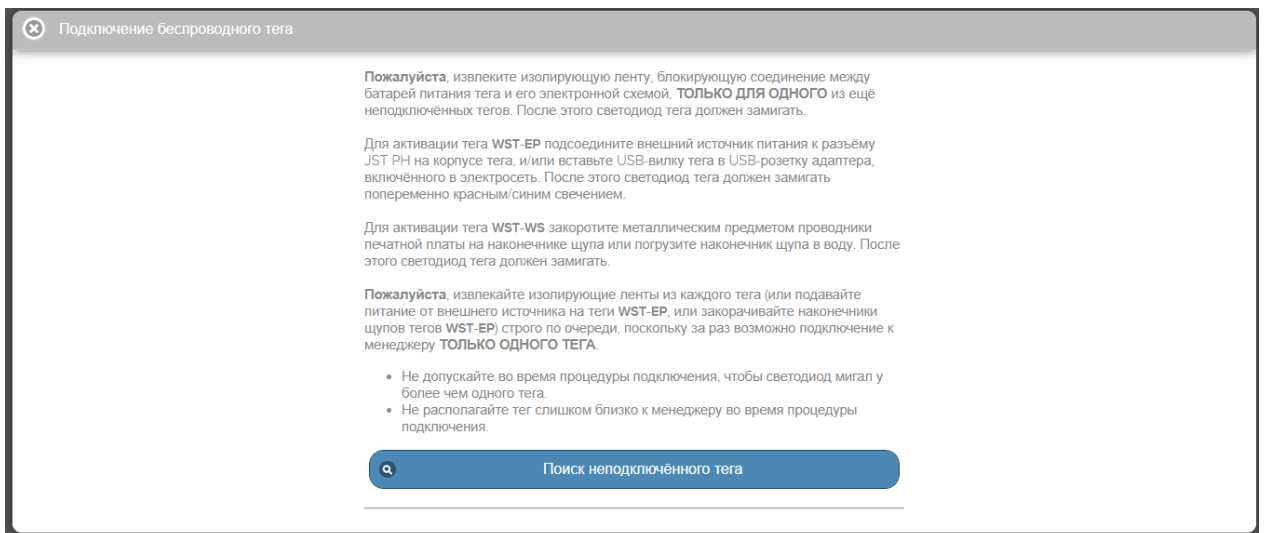 Подключение беспроводного тега
Пожалуйста, извлеките изолирующую ленту, блокирующую соединение между
батарей питания тега и его электронной схемой, ТОЛЬКО ДЛЯ ОДНОГО из ещё
неподключённых тегов. После этого светодиод тега должен замигать.
Для активации тега WST-EP подсоедините внешний источник питания к разъёму
JST PH на корпусе тега, и/или вставьте USB-вилку тега в USB-розетку адаптера,
включённого в электросеть. После этого светодиод тега должен замигать
попеременно красным/синим свечением.
Для активации тега WST-WS закоротите металлическим предметом проводники
печатной платы на наконечнике щупа или погрузите наконечник щупа в воду. После
этого светодиод тега должен замигать.
Пожалуйста, извлекайте изолирующие ленты из каждого тега (или подавайте
питание от внешнего источника на теги WST-EP, или закорачивайте наконечники
щупов тегов WST-EP) строго по очереди, поскольку за раз возможно подключение к
менеджеру ТОЛЬКО ОДНОГО ТЕГА.
• Не допускайте во время процедуры подключения, чтобы светодиод мигал у
более чем одного тега.
• Не располагайте тег слишком близко к менеджеру во время процедуры
подключения.
Поиск неподключённого тега